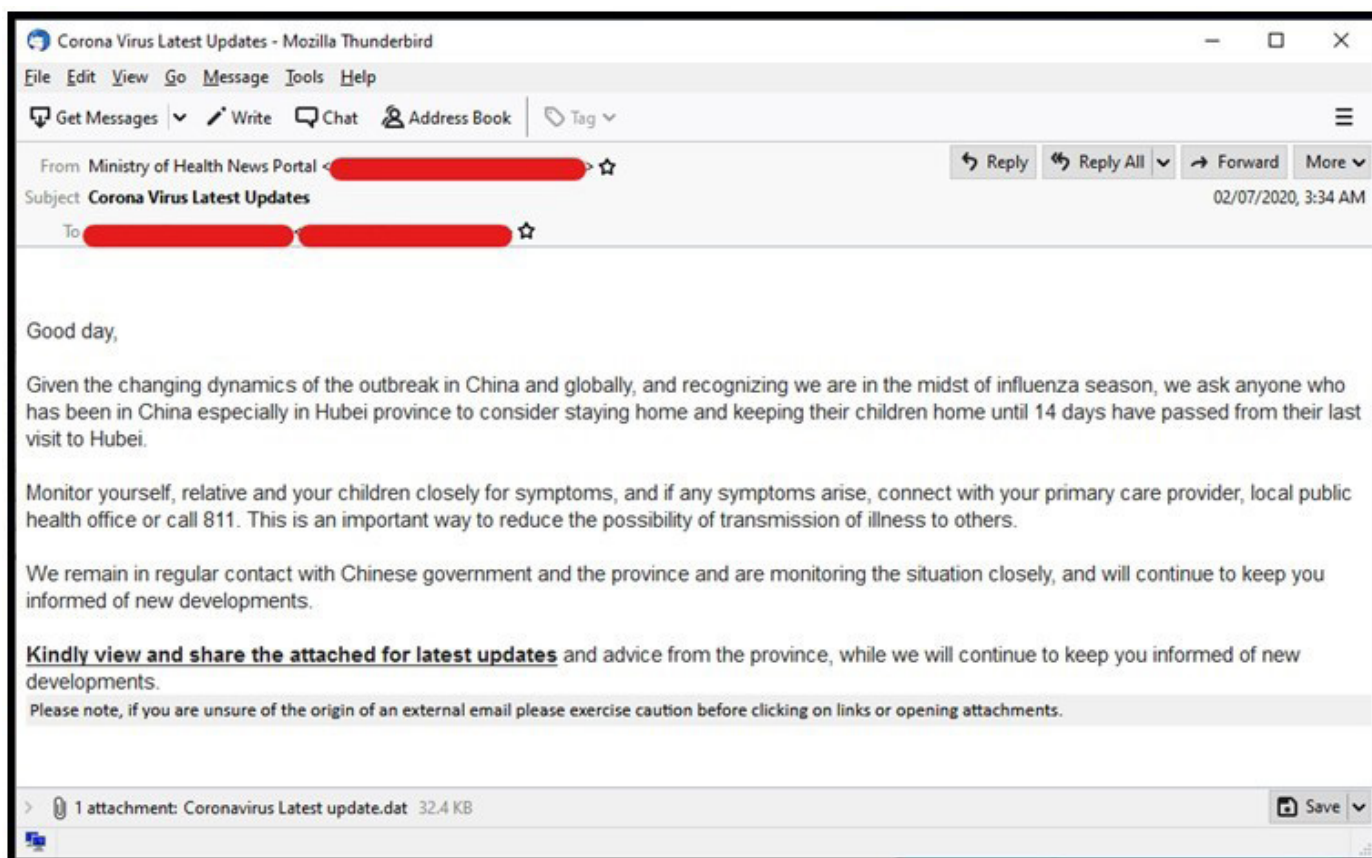 Corona Virus Latest Updates - Mozilla Thunderbird
File Edit View Go Message Tools Help
Get Messages Write Chat Address Book Tag
From Ministry of Health News Portal < > Reply Reply All Forward More
Subject Corona Virus Latest Updates 02/07/2020, 3:34 AM
To
Good day,
Given the changing dynamics of the outbreak in China and globally, and recognizing we are in the midst of influenza season, we ask anyone who
has been in China especially in Hubei province to consider staying home and keeping their children home until 14 days have passed from their last
visit to Hubei.
Monitor yourself, relative and your children closely for symptoms, and if any symptoms arise, connect with your primary care provider, local public
health office or call 811. This is an important way to reduce the possibility of transmission of illness to others.
We remain in regular contact with Chinese government and the province and are monitoring the situation closely, and will continue to keep you
informed of new developments.
Kindly view and share the attached for latest updates and advice from the province, while we will continue to keep you informed of new
developments.
Please note, if you are unsure of the origin of an external email please exercise caution before clicking on links or opening attachments.
1 attachment: Coronavirus Latest update.dat 32.4 KB Save